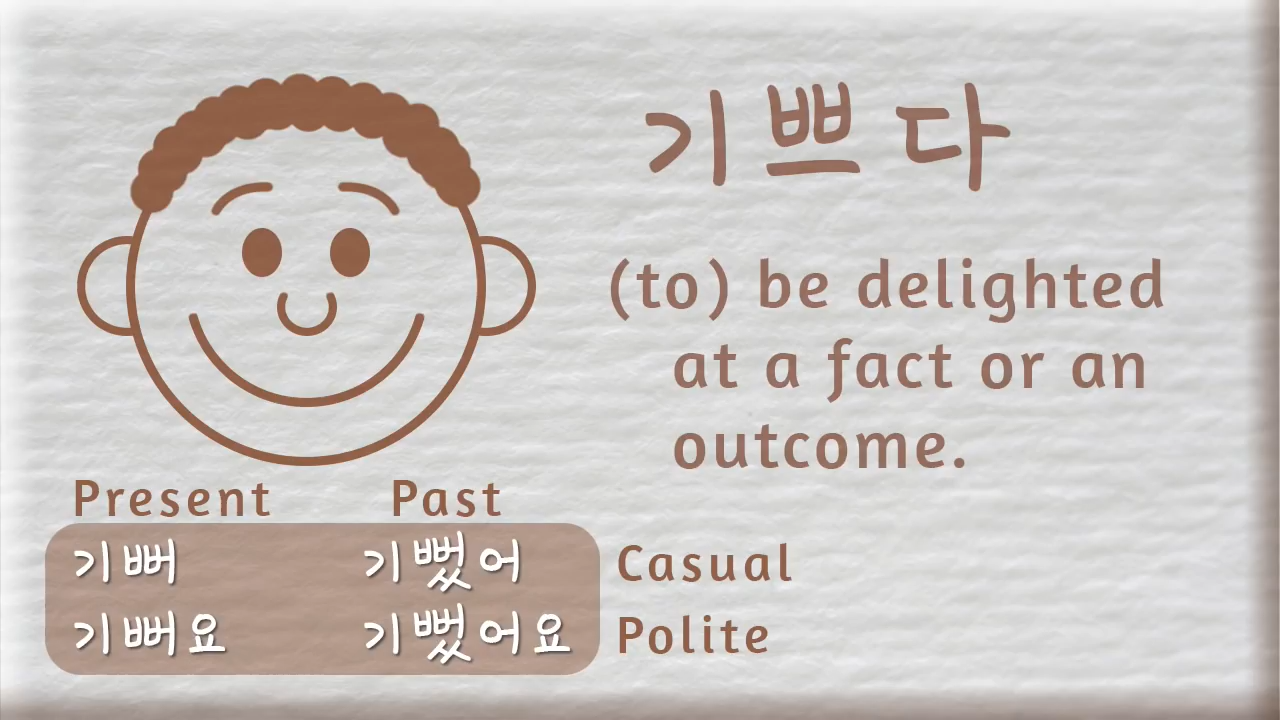 기쁘다
(to) be delighted
at a fact or an
outcome.
Present Past
기뻐 기뻤어 Casual
기뻐요 기뻤어요 Polite